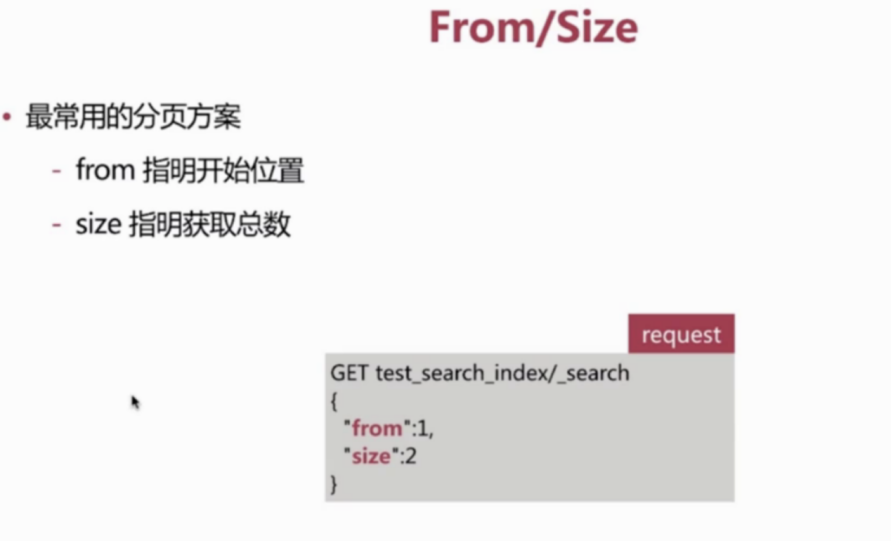 From/Size
• 最常用的分页方案
- from 指明开始位置
- size 指明获取总数
request
GET test_search_index/_search
{
"from":1,
"size":2
}